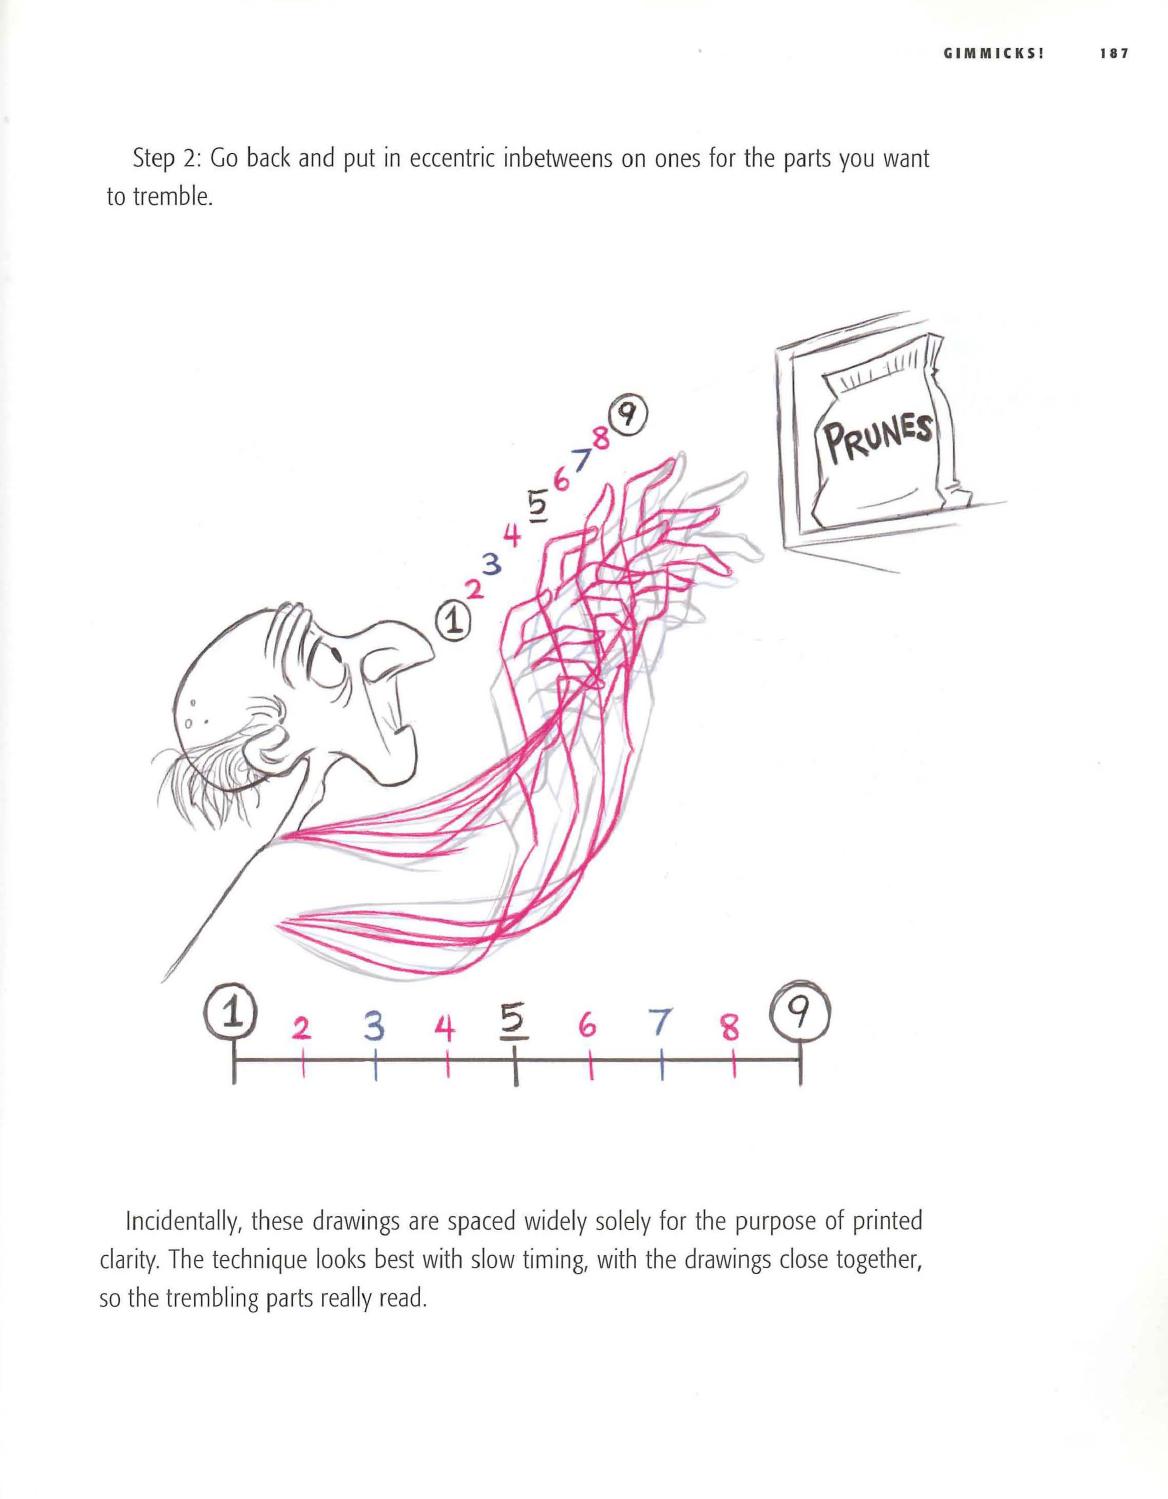 GIMMICKS! 187
Step 2: Go back and put in eccentric inbetweens on ones for the parts you want
to tremble.
PRUNES
9
8
7
6
5
4
3
2
1
1 2 3 4 5 6 7 8 9
Incidentally, these drawings are spaced widely solely for the purpose of printed
clarity. The technique looks best with slow timing, with the drawings close together,
so the trembling parts really read.